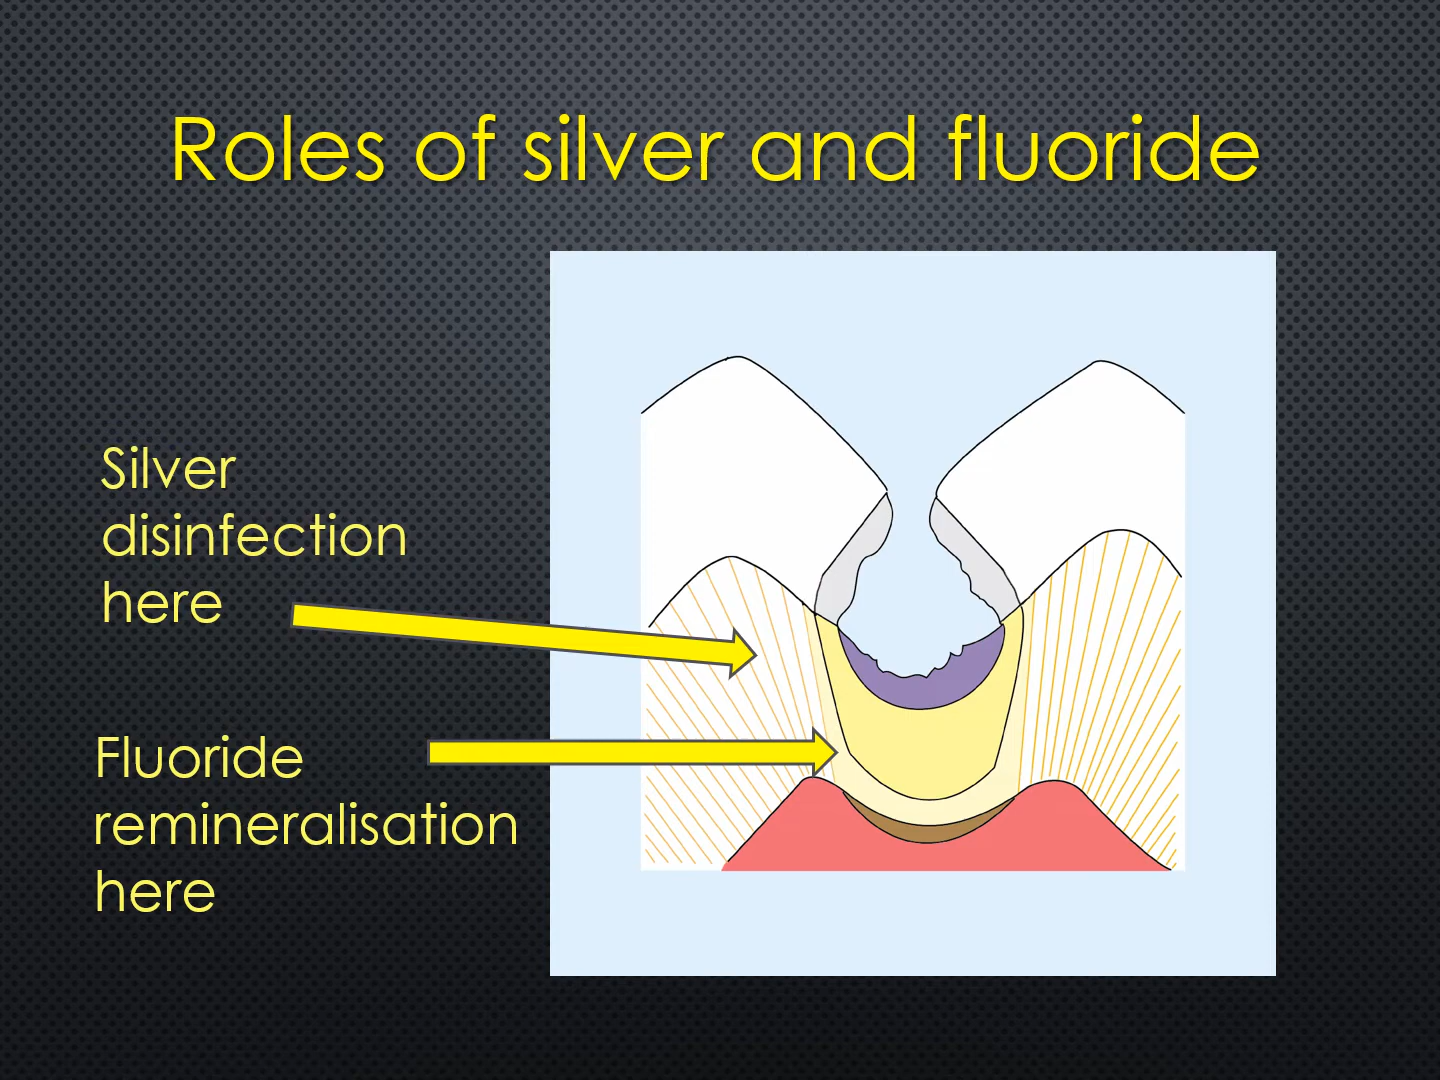 Roles of silver and fluoride
Silver
disinfection
here
Fluoride
remineralisation
here